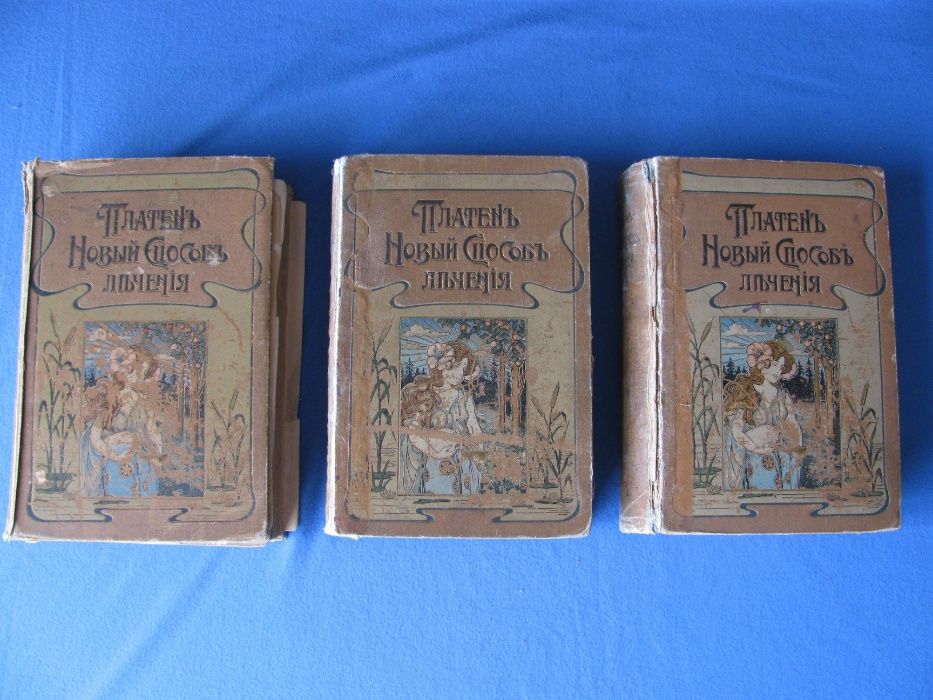 Платенъ
Новый Способъ
лѣченія
Платенъ
Новый Способъ
лѣченія
Платенъ
Новый Способъ
лѣченія